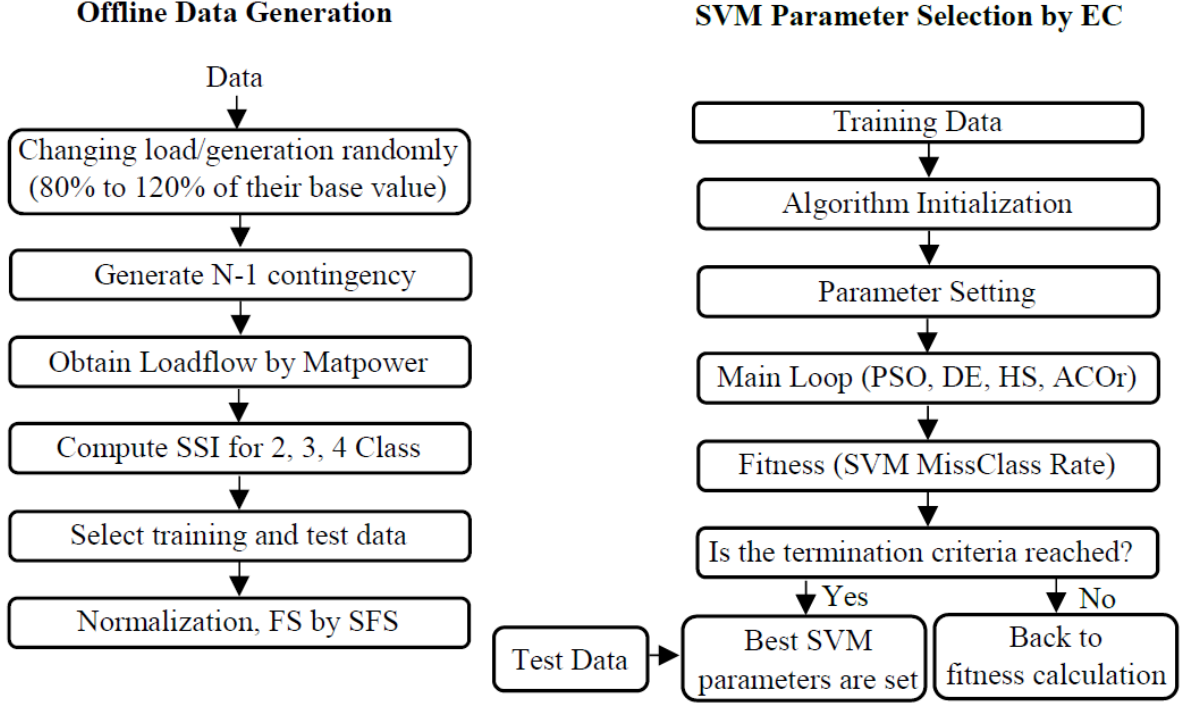 Offline Data Generation
Data
Changing load/generation randomly
(80% to 120% of their base value)
Generate N-1 contingency
Obtain Loadflow by Matpower
Compute SSI for 2, 3, 4 Class
Select training and test data
Normalization, FS by SFS
SVM Parameter Selection by EC
Training Data
Algorithm Initialization
Parameter Setting
Main Loop (PSO, DE, HS, ACOr)
Fitness (SVM MissClass Rate)
Is the termination criteria reached?
Yes
No
Test Data
Best SVM
parameters are set
Back to
fitness calculation